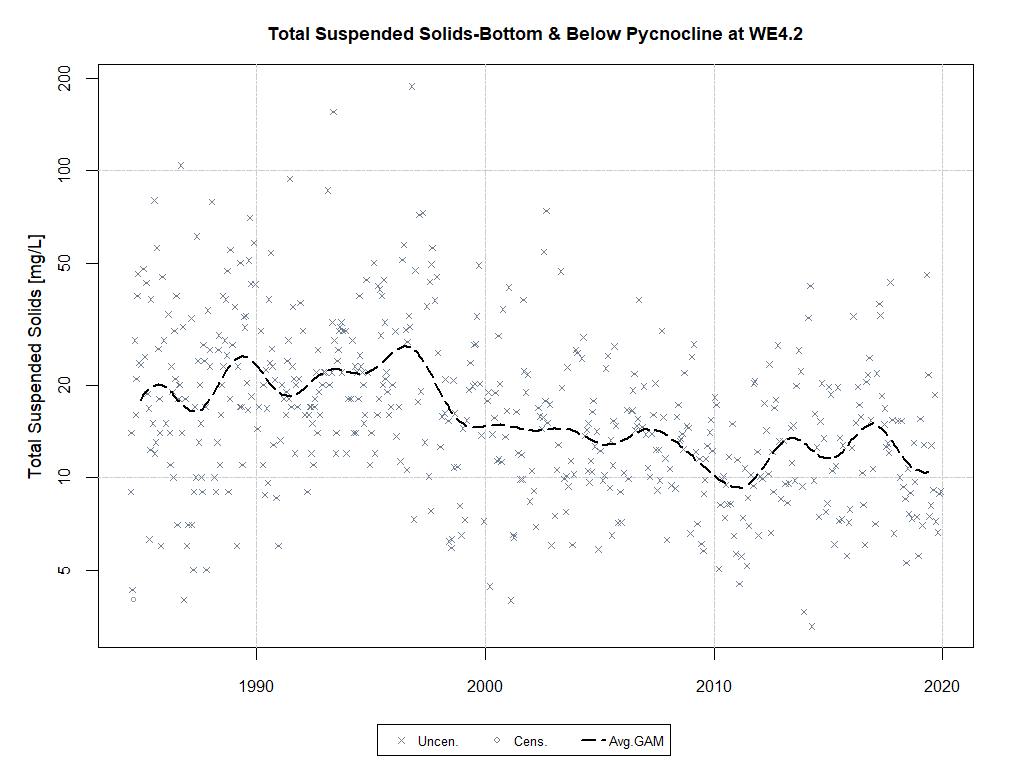 Total Suspended Solids-Bottom & Below Pycnocline at WE4.2
Total Suspended Solids [mg/L]
200
100
50
20
10
5
1990 2000 2010 2020
Uncen. Cens. Avg.GAM